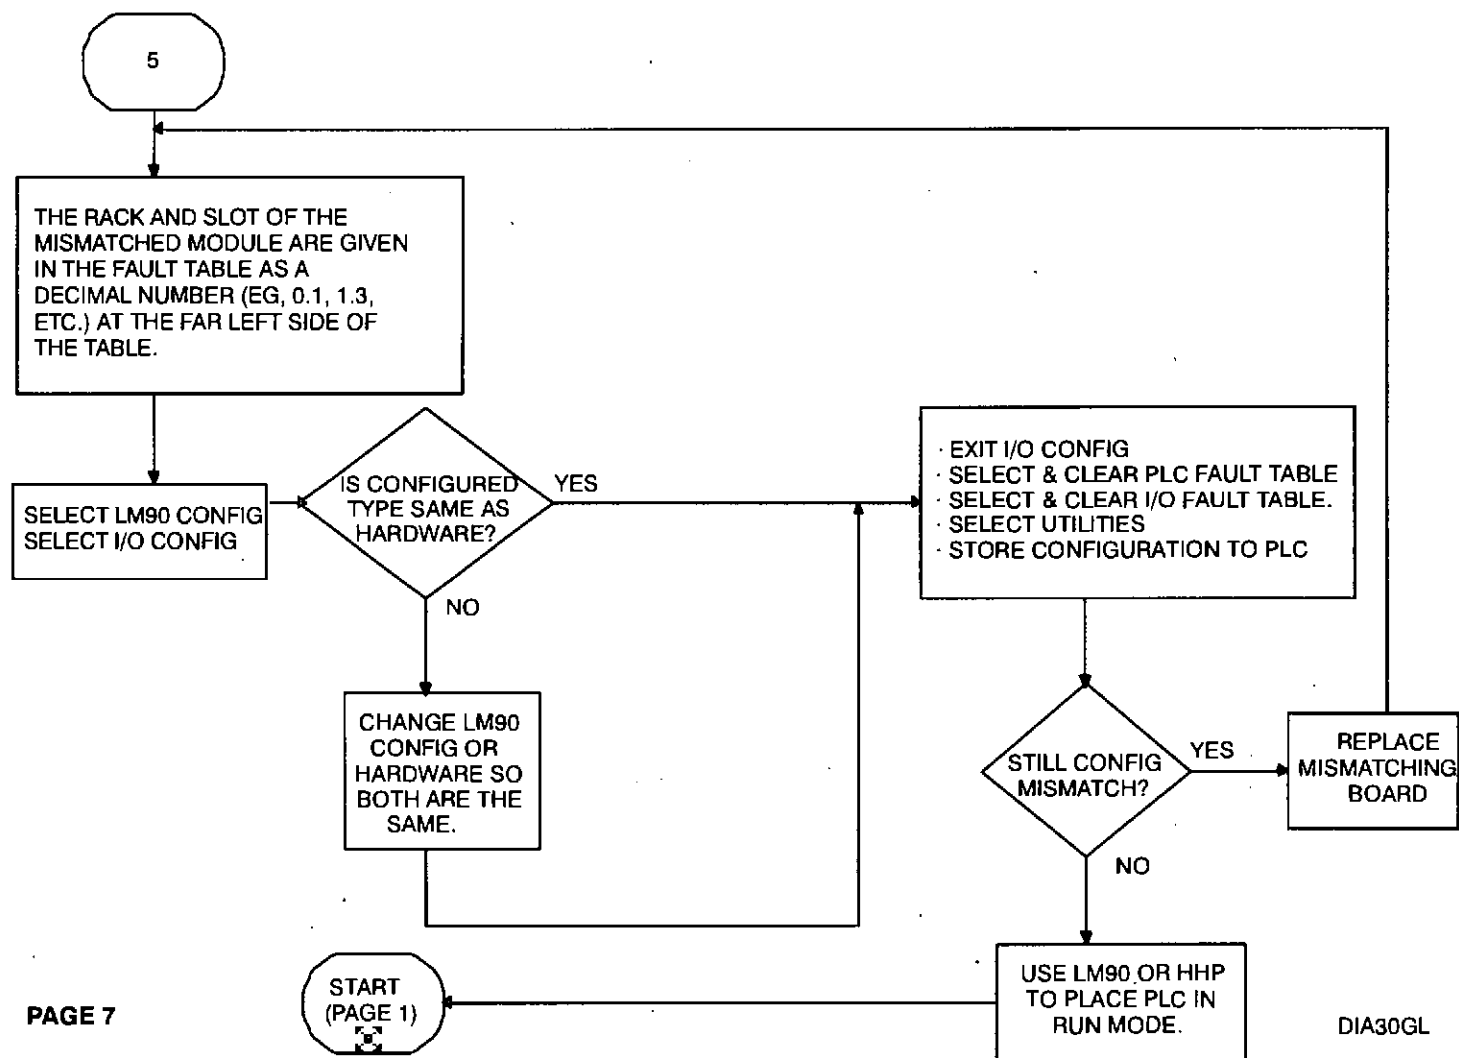 5
THE RACK AND SLOT OF THE
MISMATCHED MODULE ARE GIVEN
IN THE FAULT TABLE AS A
DECIMAL NUMBER (EG, 0.1, 1.3,
ETC.) AT THE FAR LEFT SIDE OF
THE TABLE.
SELECT LM90 CONFIG
SELECT I/O CONFIG
IS CONFIGURED
TYPE SAME AS
HARDWARE?
YES
NO
CHANGE LM90
CONFIG OR
HARDWARE SO
BOTH ARE THE
SAME.
· EXIT I/O CONFIG
· SELECT & CLEAR PLC FAULT TABLE
· SELECT & CLEAR I/O FAULT TABLE.
· SELECT UTILITIES
· STORE CONFIGURATION TO PLC
STILL CONFIG
MISMATCH?
YES
REPLACE
MISMATCHING
BOARD
NO
USE LM90 OR HHP
TO PLACE PLC IN
RUN MODE.
START
(PAGE 1)
PAGE 7
DIA30GL